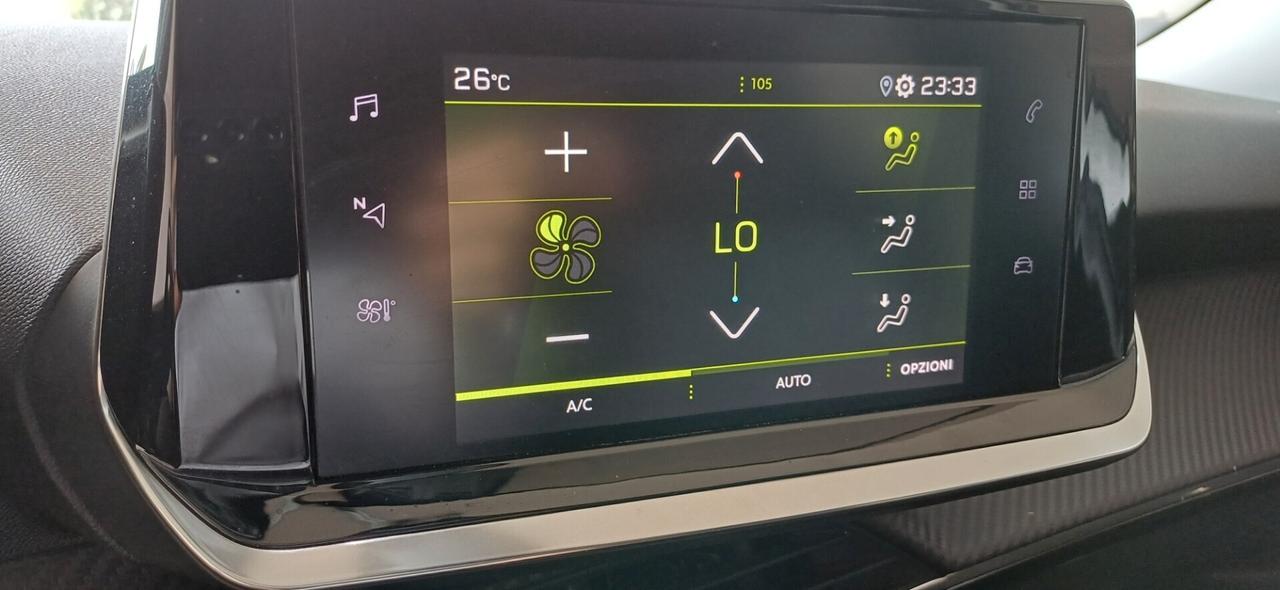 26°C
105
23:33
N
LO
A/C
AUTO
OPZIONI